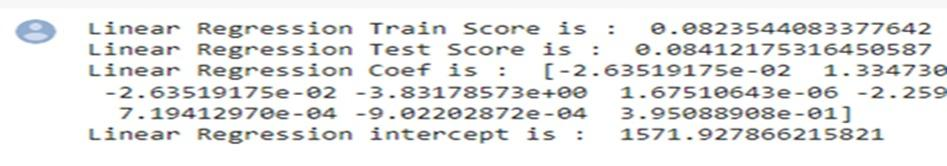 Linear Regression Train Score is :  0.0823544083377642
Linear Regression Test Score is :  0.08412175316450587
Linear Regression Coef is :  [-2.63519175e-02  1.334730
-2.63519175e-02 -3.83178573e+00  1.67510643e-06 -2.259
7.19412970e-04 -9.02202872e-04  3.95088908e-01]
Linear Regression intercept is :  1571.927866215821